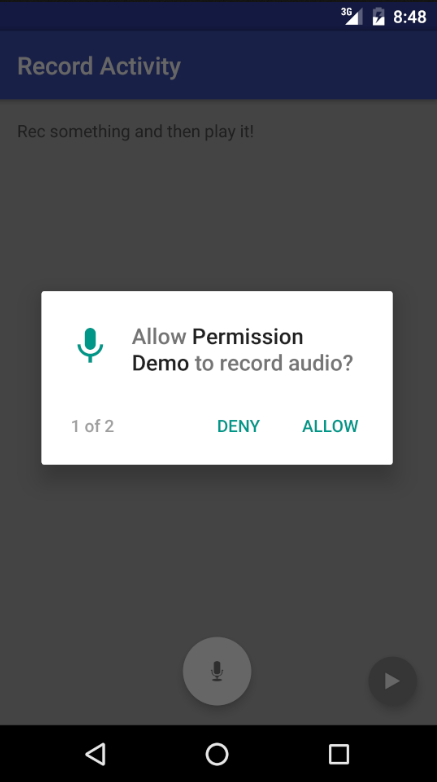 3G 8:48
Record Activity
Rec something and then play it!
Allow Permission
Demo to record audio?
1 of 2 DENY ALLOW